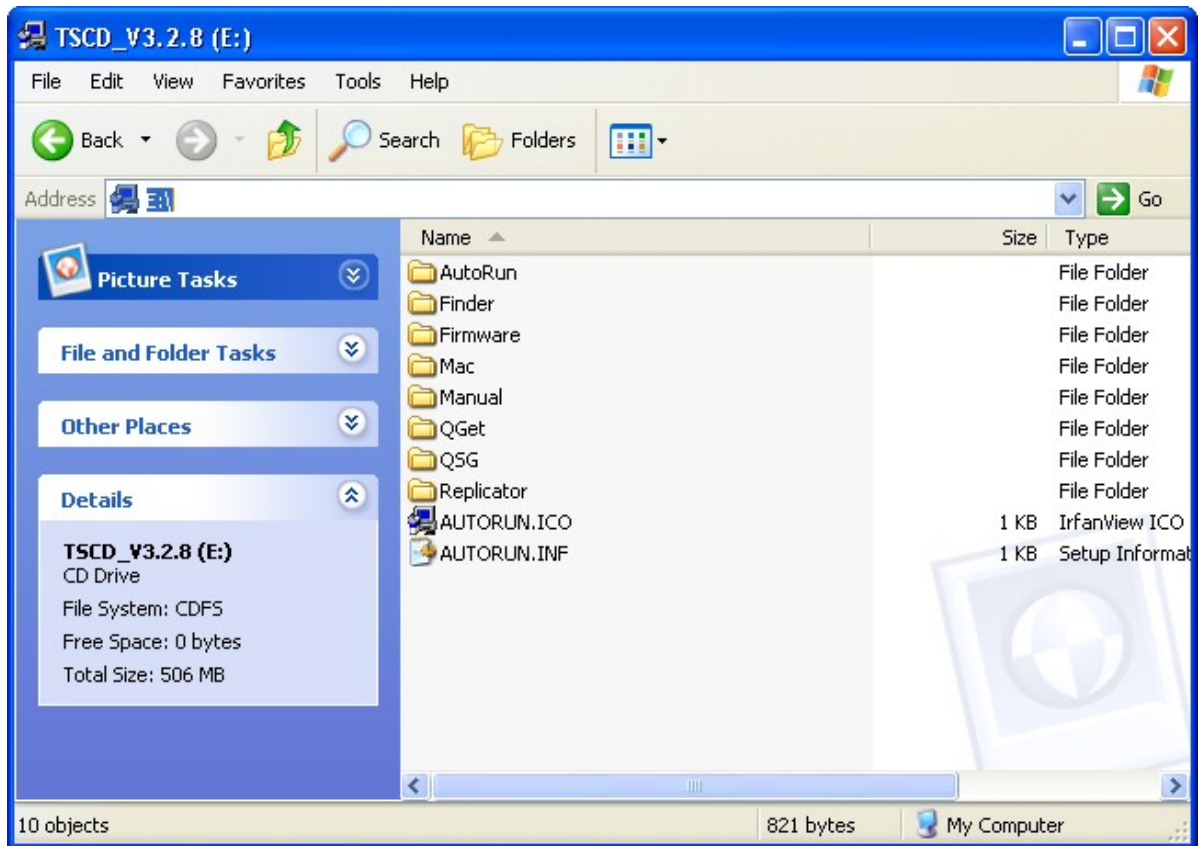 TSCD_V3.2.8 (E:)
File Edit View Favorites Tools Help
Back Search Folders
Address E:\ Go
Picture Tasks
File and Folder Tasks
Other Places
Details
TSCD_V3.2.8 (E:)
CD Drive
File System: CDFS
Free Space: 0 bytes
Total Size: 506 MB
Name Size Type
AutoRun File Folder
Finder File Folder
Firmware File Folder
Mac File Folder
Manual File Folder
QGet File Folder
QSG File Folder
Replicator File Folder
AUTORUN.ICO 1 KB IrfanView ICO
AUTORUN.INF 1 KB Setup Informat
10 objects 821 bytes My Computer